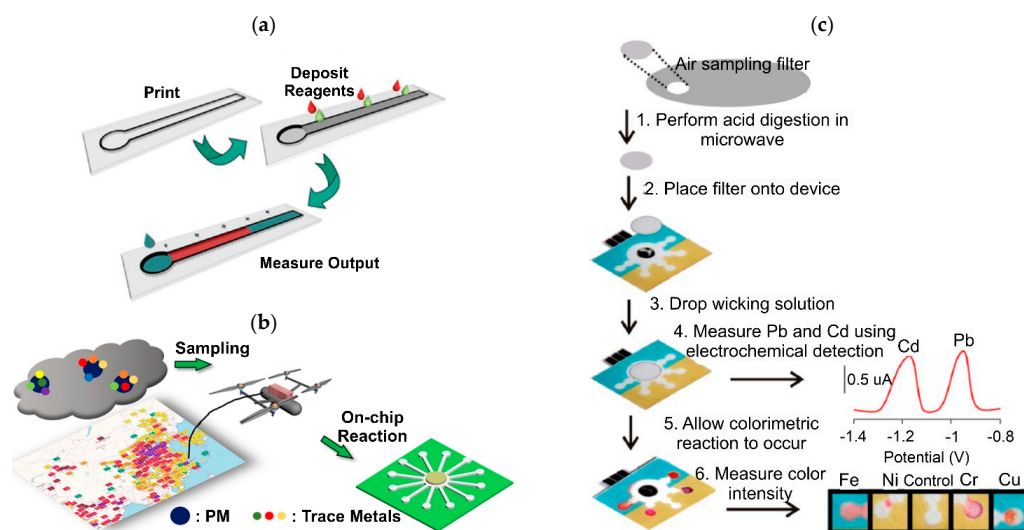 (a)
Print
Deposit
Reagents
Measure Output
(b)
Sampling
On-chip
Reaction
: PM
: Trace Metals
(c)
Air sampling filter
1. Perform acid digestion in
microwave
2. Place filter onto device
3. Drop wicking solution
4. Measure Pb and Cd using
electrochemical detection
Cd
Pb
0.5 uA
-1.4 -1.2 -1 -0.8
Potential (V)
5. Allow colorimetric
reaction to occur
6. Measure color
intensity
Fe Ni Control Cr Cu